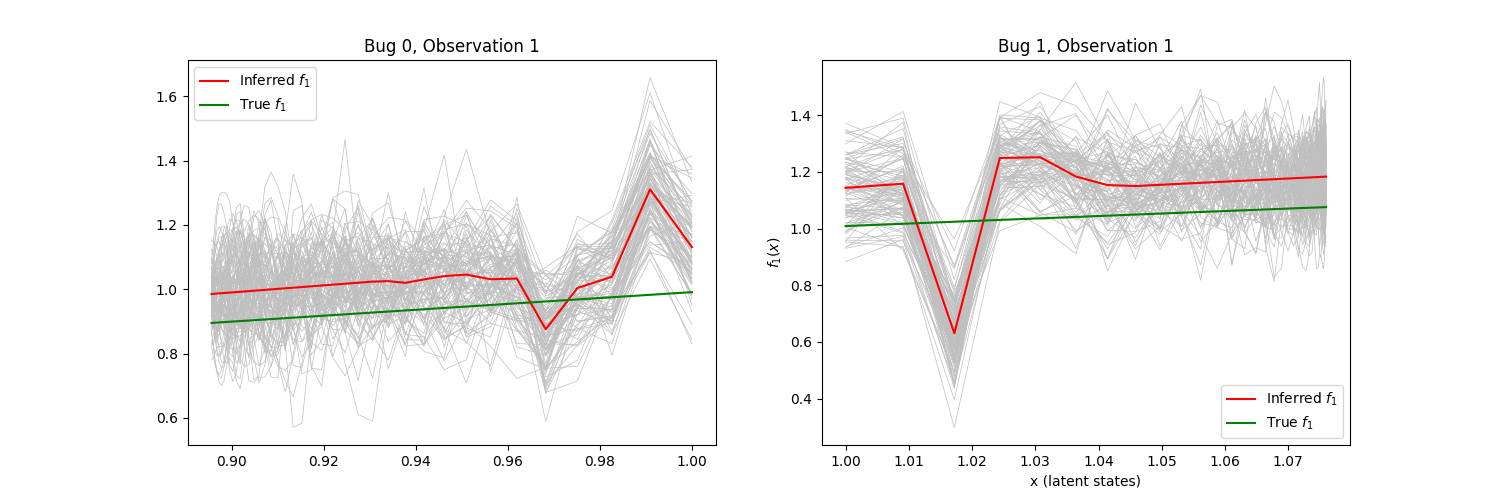 Bug 0, Observation 1
Inferred f₁
True f₁
1.6
1.4
1.2
1.0
0.8
0.6
0.90 0.92 0.94 0.96 0.98 1.00
Bug 1, Observation 1
f₁(x)
1.4
1.2
1.0
0.8
0.6
0.4
Inferred f₁
True f₁
1.00 1.01 1.02 1.03 1.04 1.05 1.06 1.07
x (latent states)